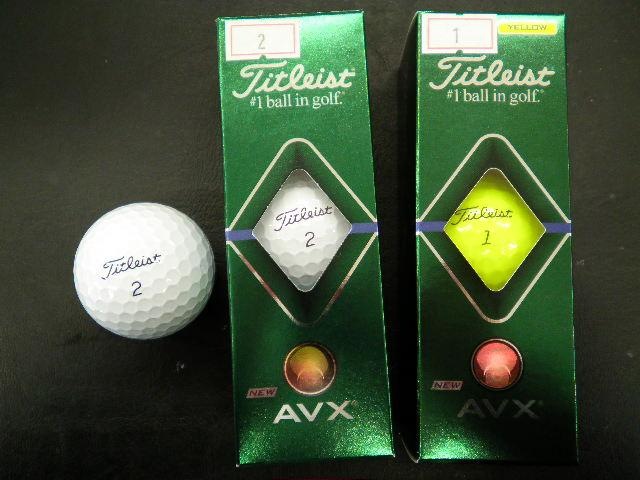 Titleist
2
2
Titleist
#1 ball in golf.®
Titleist
2
NEW
AVX®
1
YELLOW
Titleist
#1 ball in golf.®
Titleist
1
NEW
AVX®